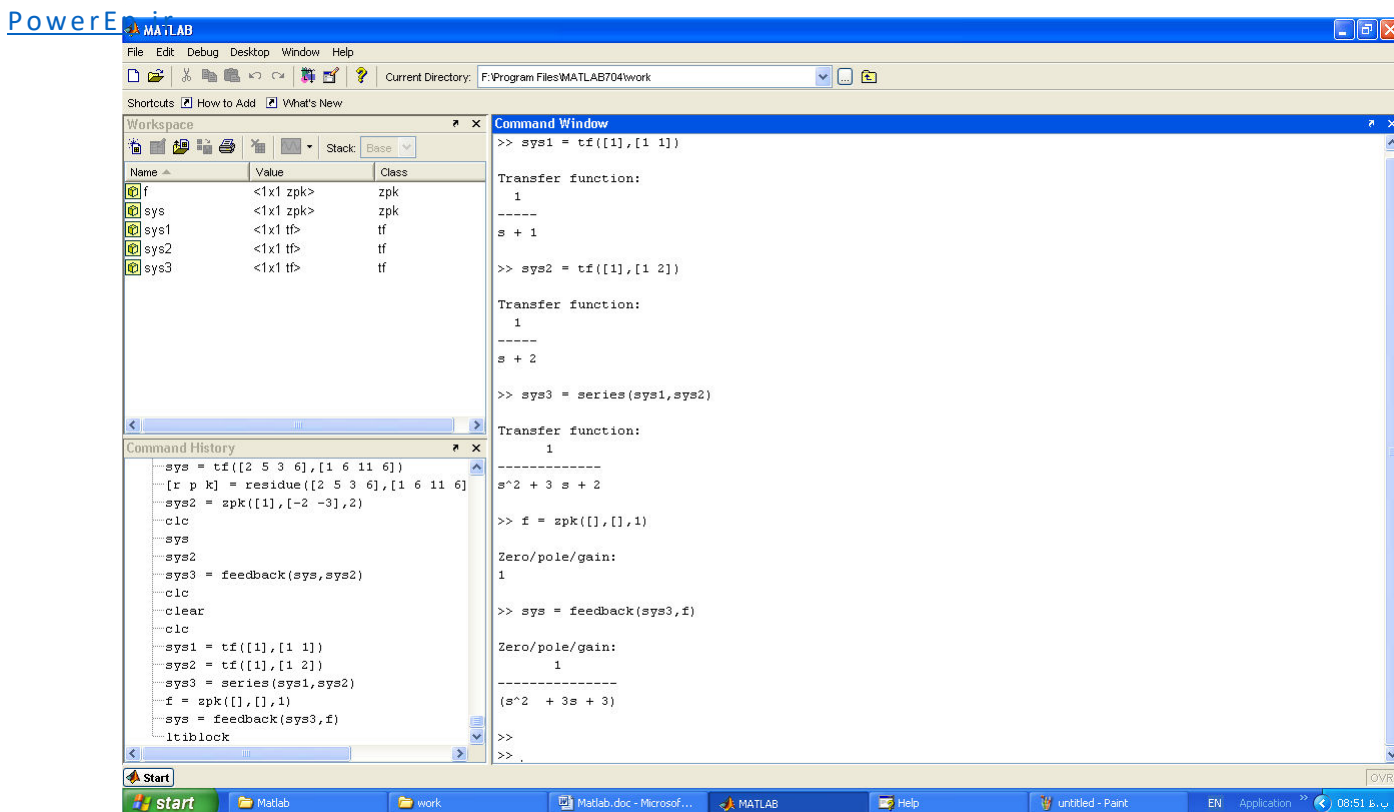 PowerEn.ir
MATLAB
File Edit Debug Desktop Window Help
Current Directory: F:\Program Files\MATLAB704\work
Shortcuts How to Add What's New
Workspace
Stack: Base
Name Value Class
f <1x1 zpk> zpk
sys <1x1 zpk> zpk
sys1 <1x1 tf> tf
sys2 <1x1 tf> tf
sys3 <1x1 tf> tf
Command History
sys = tf([2 5 3 6],[1 6 11 6])
[r p k] = residue([2 5 3 6],[1 6 11 6]
sys2 = zpk([1],[-2 -3],2)
clc
sys
sys2
sys3 = feedback(sys,sys2)
clc
clear
clc
sys1 = tf([1],[1 1])
sys2 = tf([1],[1 2])
sys3 = series(sys1,sys2)
f = zpk([],[],1)
sys = feedback(sys3,f)
ltiblock
Command Window
>> sys1 = tf([1],[1 1])
Transfer function:
1
-----
s + 1
>> sys2 = tf([1],[1 2])
Transfer function:
1
-----
s + 2
>> sys3 = series(sys1,sys2)
Transfer function:
1
-------------
s^2 + 3 s + 2
>> f = zpk([],[],1)
Zero/pole/gain:
1
>> sys = feedback(sys3,f)
Zero/pole/gain:
1
---------------
(s^2 + 3s + 3)
>>
>>
Start
OVR
start Matlab work Matlab.doc - Microsof... MATLAB Help untitled - Paint EN Application » 08:51 ق.ظ